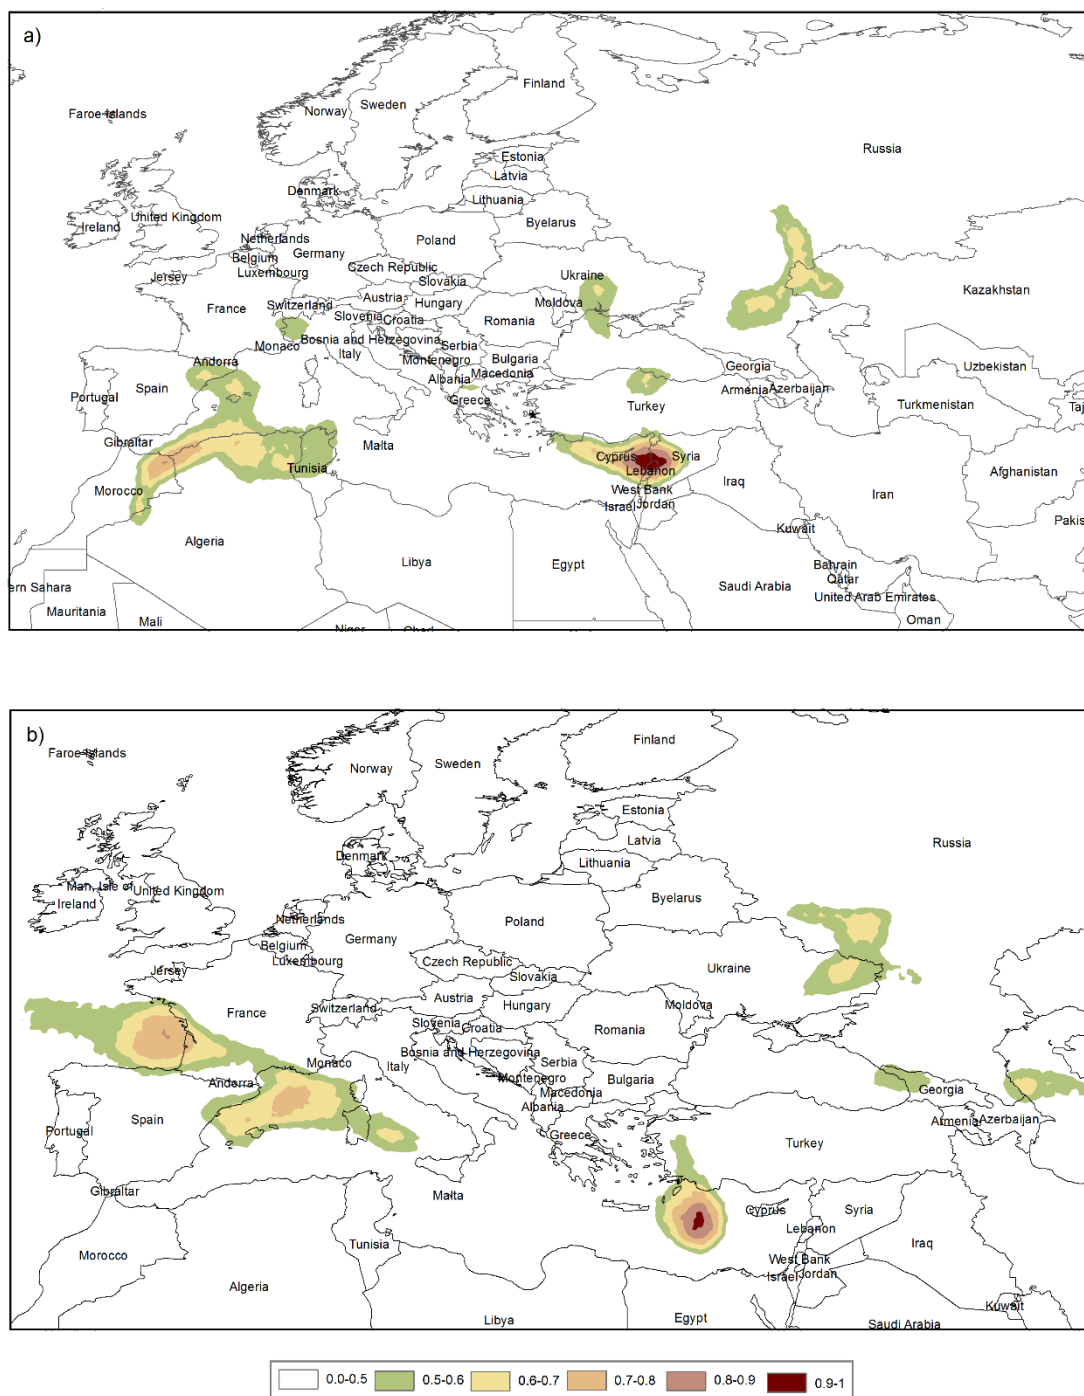 a)
Finland
Sweden
Faroe-Islands
Norway
Russia
Estonia
Latvia
Denmark
Lithuania
United Kingdom
Ireland
Byelarus
Netherlands
Poland
Belgium
Germany
Luxembourg
Czech Republic
Jersey
Ukraine
Slovakia
Kazakhstan
Austria
Hungary
Moldova
Switzerland
France
Slovenia
Croatia
Romania
Bosnia and Herzegovina
Monaco
Serbia
Italy
Bulgaria
Montenegro
Andorra
Georgia
Uzbekistan
Macedonia
Albania
Spain
Armenia
Azerbaijan
Portugal
Greece
Turkey
Turkmenistan
Taj
Gibraltar
Malta
Cyprus
Syria
Tunisia
Lebanon
Afghanistan
Iraq
Morocco
West Bank
Iran
Israel
Jordan
Pakis
Kuwait
Algeria
Libya
Egypt
Bahrain
Qatar
ern Sahara
Saudi Arabia
United Arab Emirates
Mauritania
Mali
Oman
Niger
Chad
b)
Finland
Faroe-Islands
Sweden
Norway
Estonia
Latvia
Russia
Denmark
Lithuania
Man, Isle of
United Kingdom
Ireland
Byelarus
Netherlands
Poland
Germany
Belgium
Luxembourg
Czech Republic
Jersey
Ukraine
Slovakia
Austria
Hungary
Moldova
Switzerland
France
Slovenia
Croatia
Romania
Bosnia and Herzegovina
Monaco
Italy
Serbia
Montenegro
Bulgaria
Andorra
Georgia
Macedonia
Albania
Spain
Armenia
Azerbaijan
Portugal
Greece
Turkey
Gibraltar
Malta
Cyprus
Syria
Lebanon
Tunisia
Iraq
Morocco
West Bank
Israel
Jordan
Algeria
Kuwait
Libya
Egypt
Saudi Arabia
0.0-0.5
0.5-0.6
0.6-0.7
0.7-0.8
0.8-0.9
0.9-1